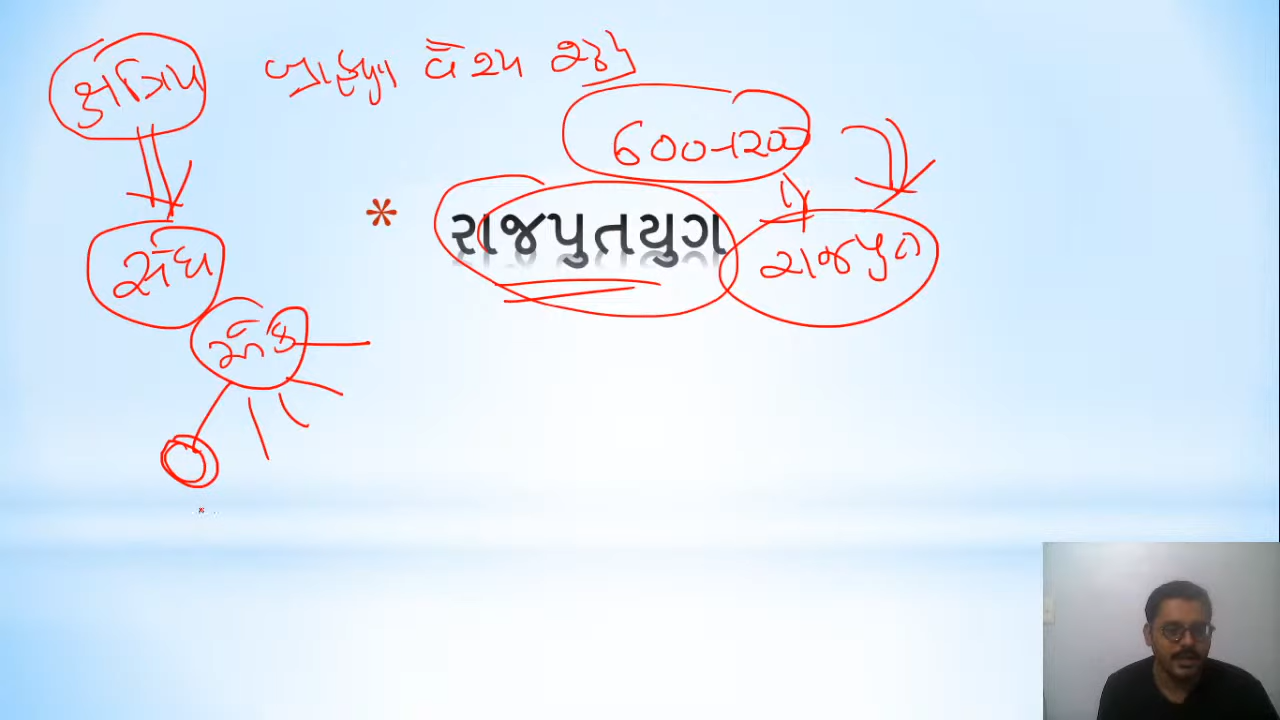 ક્ષત્રિય બ્રાહ્મણ વૈશ્ય
600-1200
* રાજપુતયુગ રાજપુત
સંઘ